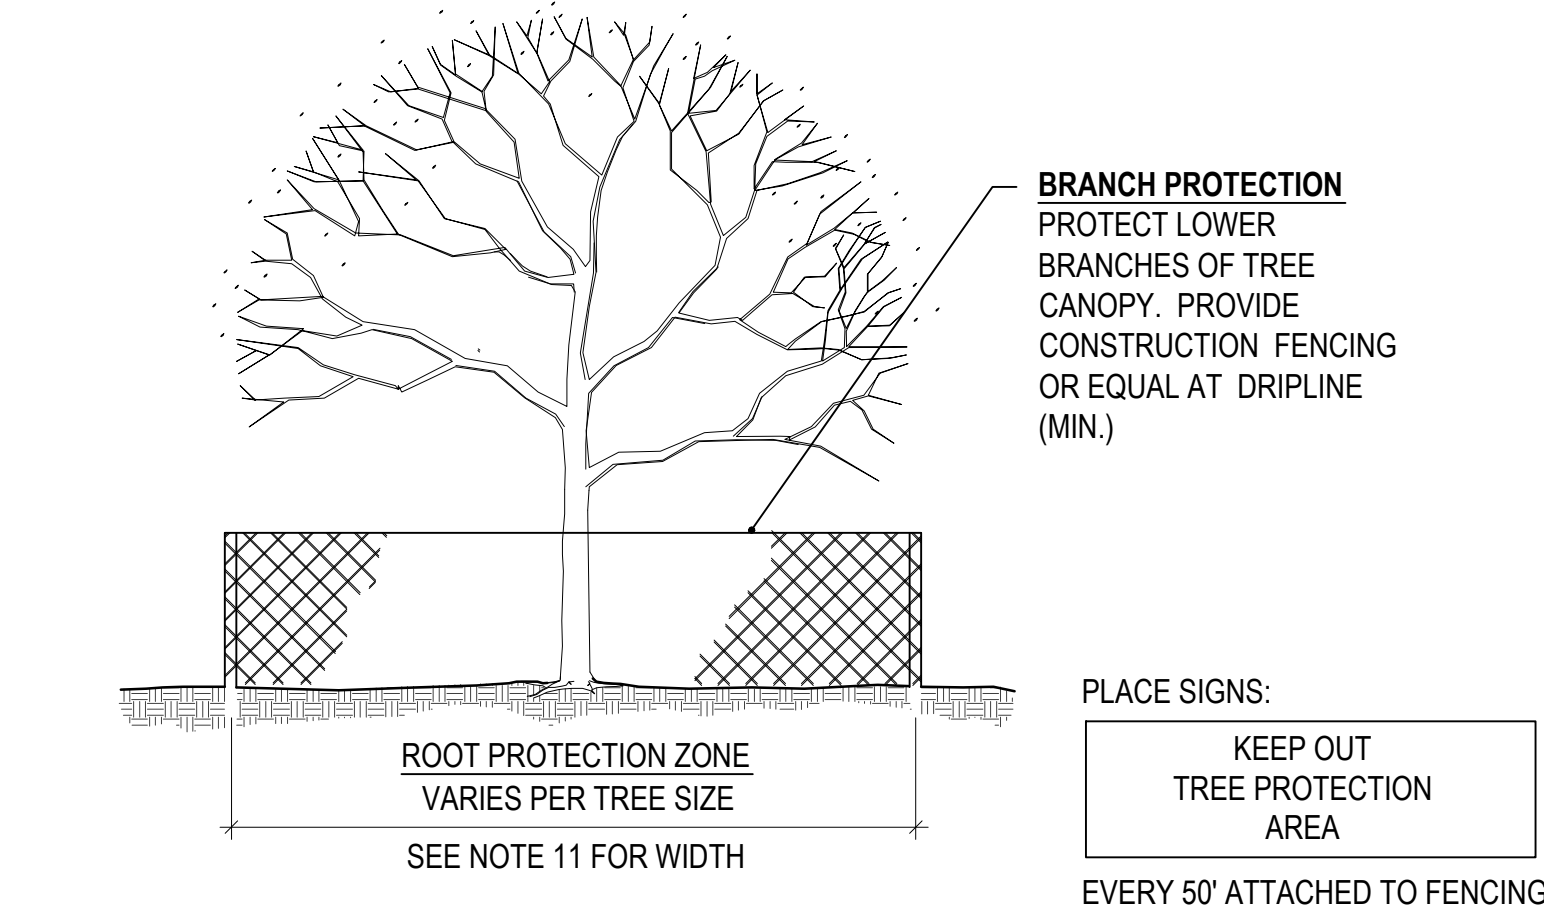 BRANCH PROTECTION
PROTECT LOWER
BRANCHES OF TREE
CANOPY.  PROVIDE
CONSTRUCTION  FENCING
OR EQUAL AT  DRIPLINE
(MIN.)
PLACE SIGNS:
KEEP OUT
TREE PROTECTION
AREA
EVERY 50' ATTACHED TO FENCING
ROOT PROTECTION ZONE
VARIES PER TREE SIZE
SEE NOTE 11 FOR WIDTH